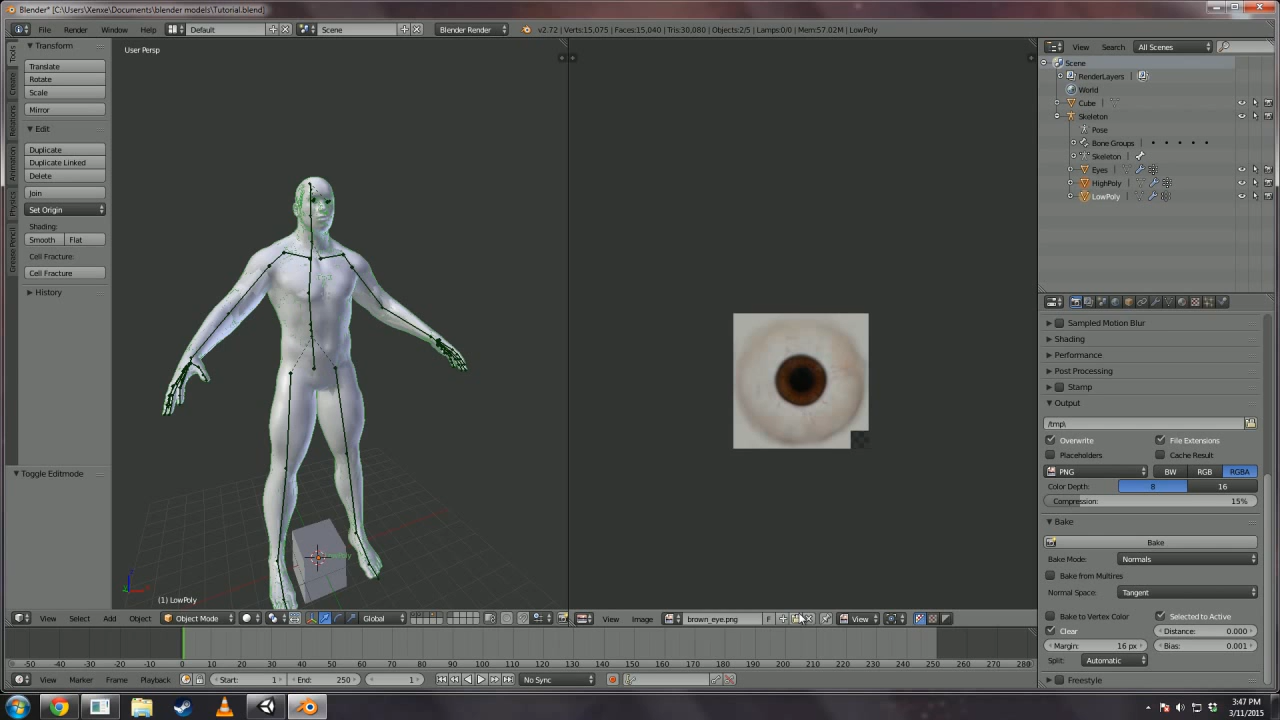 Blender* [C:\Users\Xenxe\Documents\blender models\Tutorial.blend]
File Render Window Help Default Scene Blender Render v2.72 | Verts:15,075 | Faces:15,040 | Tris:30,080 | Objects:2/5 | Lamps:0/0 | Mem:57.02M | LowPoly
View Search All Scenes
Tools
Create
Relations
Animation
Physics
Grease Pencil
Transform
Translate
Rotate
Scale
Mirror
Edit
Duplicate
Duplicate Linked
Delete
Join
Set Origin
Shading:
Smooth Flat
Cell Fracture:
Cell Fracture
History
Toggle Editmode
User Persp
(1) LowPoly
View Select Add Object Object Mode Global
View Image brown_eye.png F View
Scene
RenderLayers
World
Cube
Skeleton
Pose
Bone Groups
Skeleton
Eyes
HighPoly
LowPoly
Sampled Motion Blur
Shading
Performance
Post Processing
Stamp
Output
/tmp\
Overwrite File Extensions
Placeholders Cache Result
PNG BW RGB RGBA
Color Depth: 8 16
Compression: 15%
Bake
Bake
Bake Mode: Normals
Bake from Multires
Normal Space: Tangent
Bake to Vertex Color Selected to Active
Clear Distance: 0.000
Margin: 16 px Bias: 0.001
Split: Automatic
Freestyle
-50 -40 -30 -20 -10 0 10 20 30 40 50 60 70 80 90 100 110 120 130 140 150 160 170 180 190 200 210 220 230 240 250 260 270 280
View Marker Frame Playback Start: 1 End: 250 1 No Sync
3:47 PM
3/11/2015